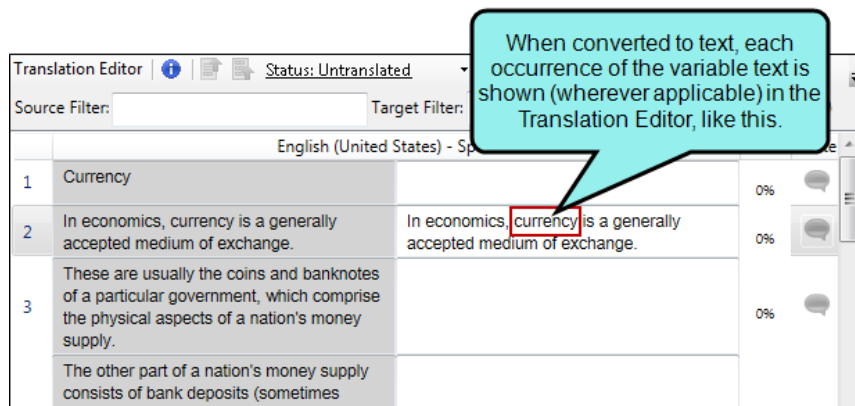 When converted to text, each
occurrence of the variable text is
shown (wherever applicable) in the
Translation Editor, like this.
Translation Editor
Status: Untranslated
Source Filter:
Target Filter:
English (United States) - Sp
1
Currency
0%
2
In economics, currency is a generally
accepted medium of exchange.
In economics, currency is a generally
accepted medium of exchange.
0%
3
These are usually the coins and banknotes
of a particular government, which comprise
the physical aspects of a nation's money
supply.
0%
The other part of a nation's money supply
consists of bank deposits (sometimes